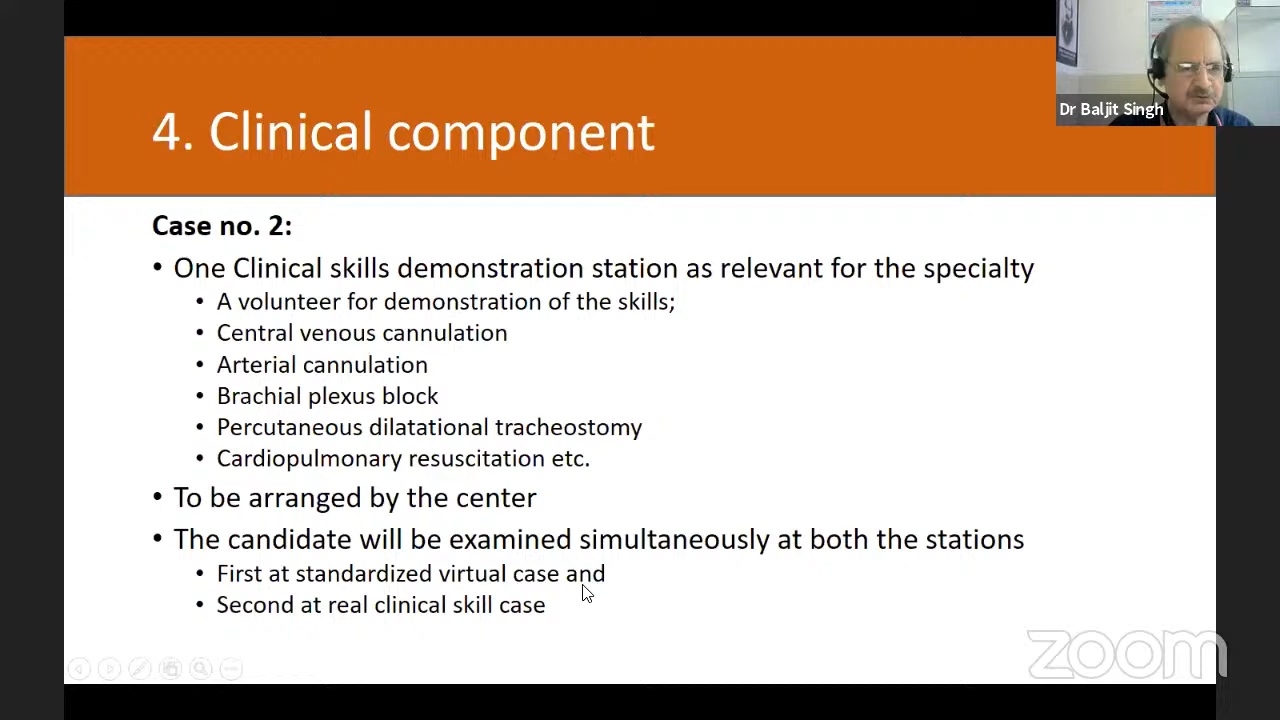 4. Clinical component
Dr Baljit Singh
Case no. 2:
• One Clinical skills demonstration station as relevant for the specialty
• A volunteer for demonstration of the skills;
• Central venous cannulation
• Arterial cannulation
• Brachial plexus block
• Percutaneous dilatational tracheostomy
• Cardiopulmonary resuscitation etc.
• To be arranged by the center
• The candidate will be examined simultaneously at both the stations
• First at standardized virtual case and
• Second at real clinical skill case
zoom